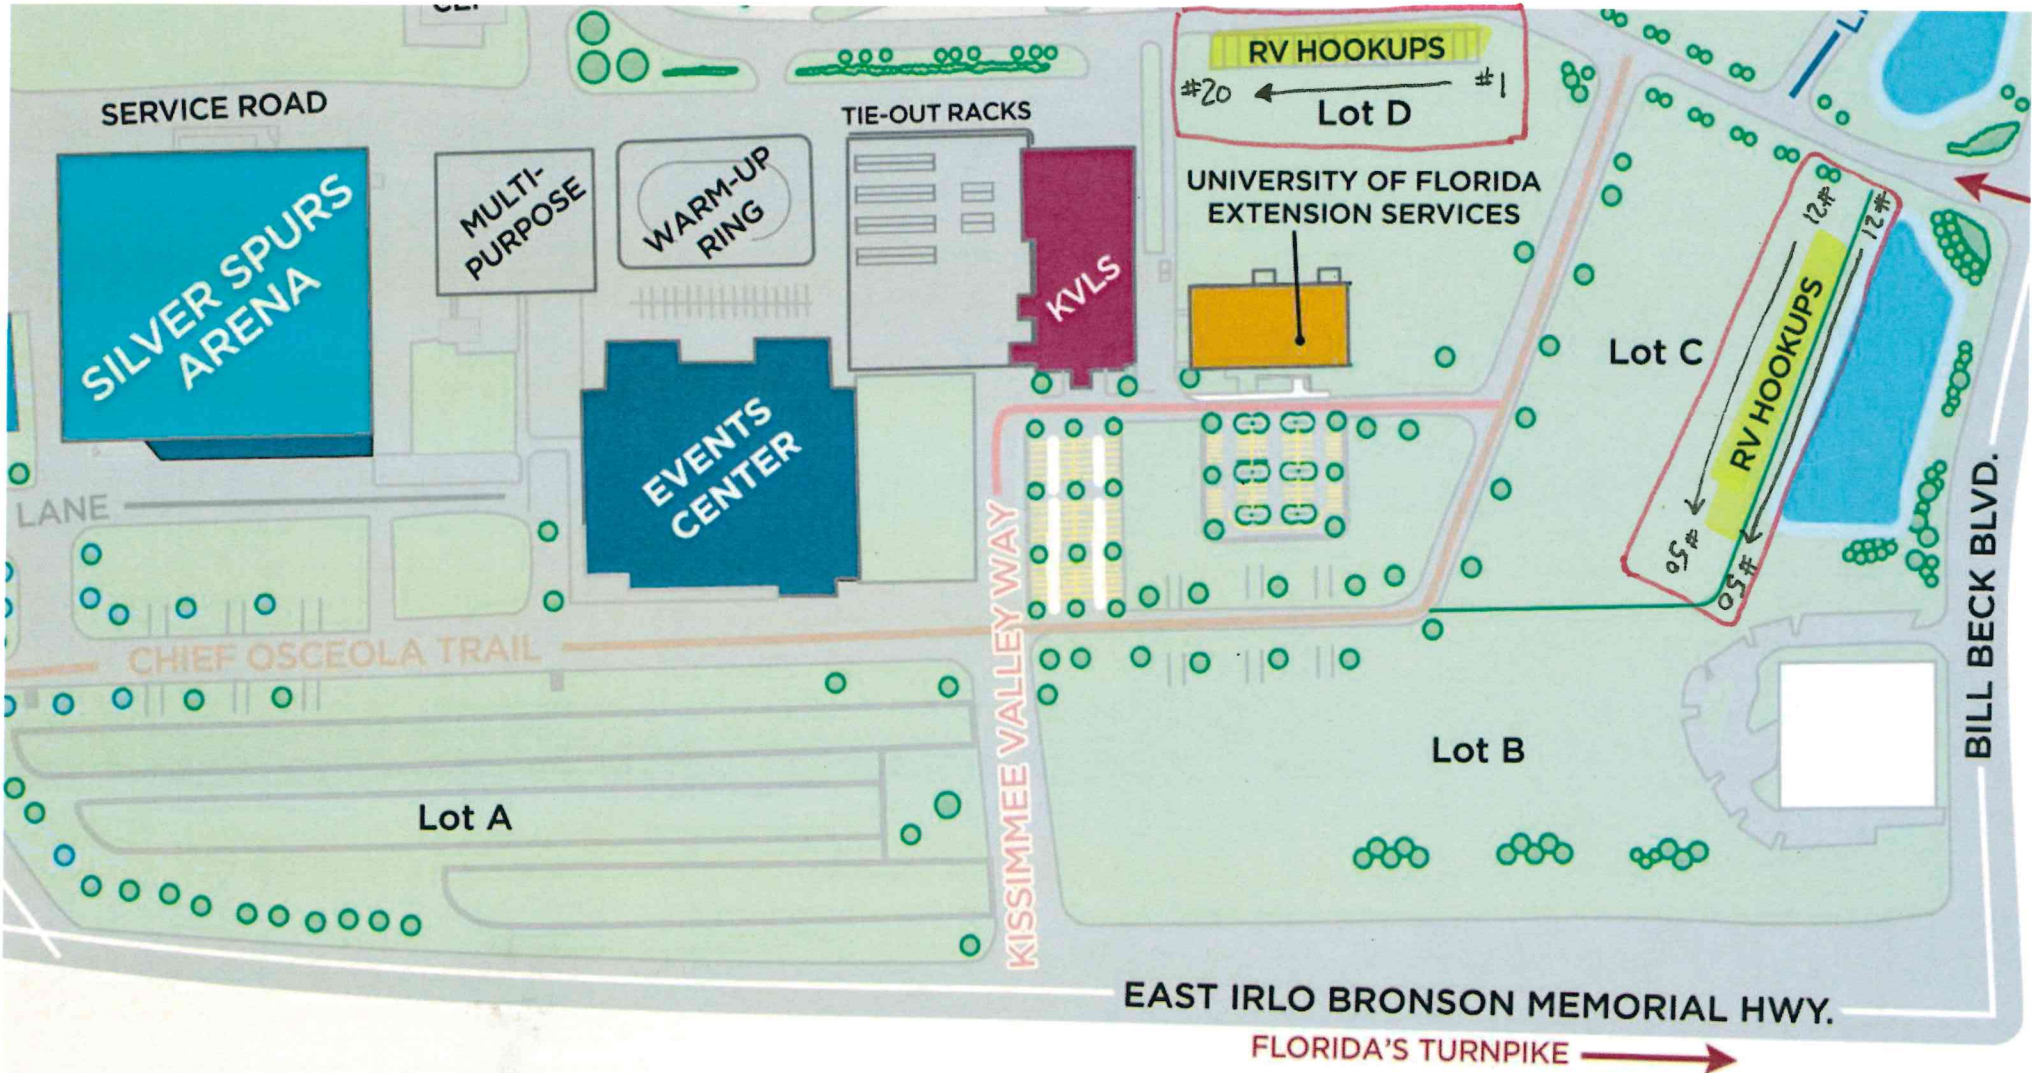 RV HOOKUPS
#20
#1
Lot D
SERVICE ROAD
TIE-OUT RACKS
SILVER SPURS
ARENA
MULTI-
PURPOSE
WARM-UP
RING
KVLS
UNIVERSITY OF FLORIDA
EXTENSION SERVICES
#21
#21
Lot C
RV HOOKUPS
#50
#50
EVENTS
CENTER
LANE
CHIEF OSCEOLA TRAIL
KISSIMMEE VALLEY WAY
BILL BECK BLVD.
Lot B
Lot A
EAST IRLO BRONSON MEMORIAL HWY.
FLORIDA'S TURNPIKE